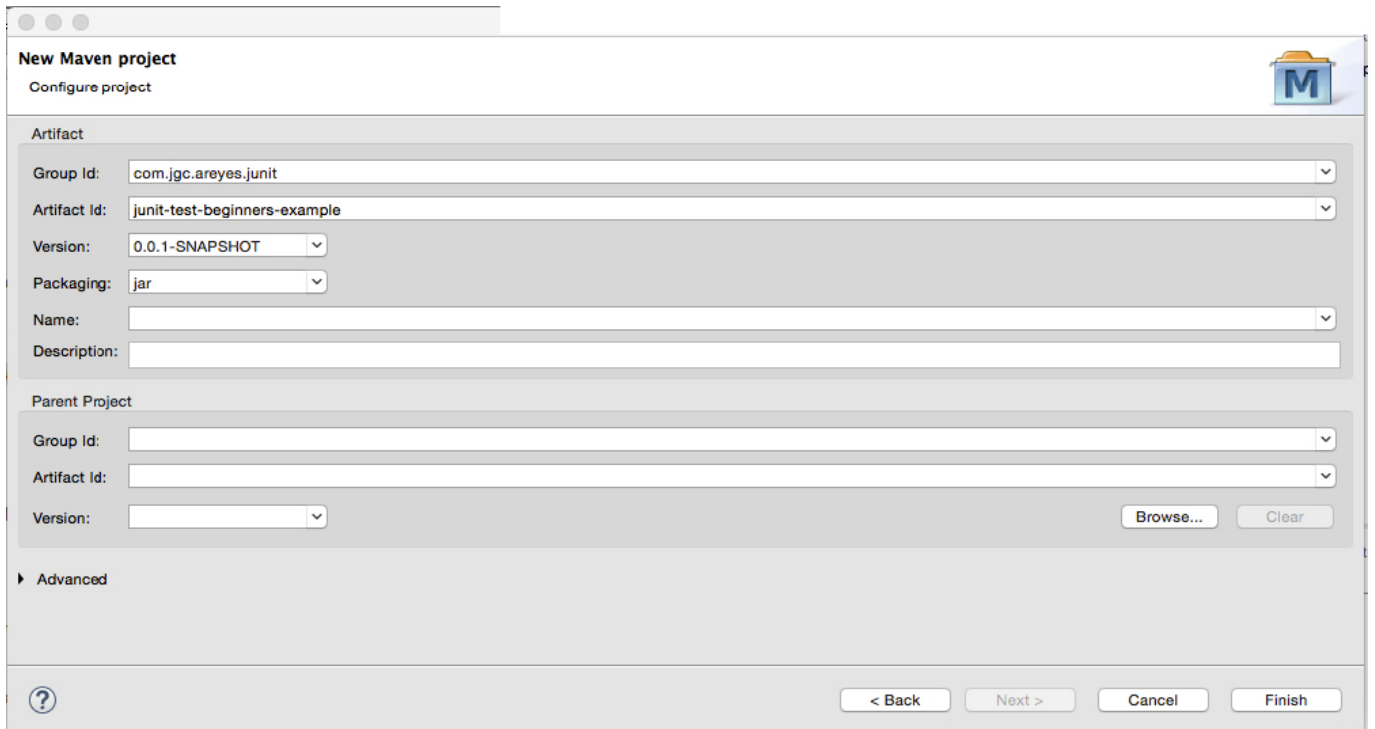 New Maven project
Configure project
M
Artifact
Group Id: com.jgc.areyes.junit
Artifact Id: junit-test-beginners-example
Version: 0.0.1-SNAPSHOT
Packaging: jar
Name:
Description:
Parent Project
Group Id:
Artifact Id:
Version:
Browse... Clear
Advanced
? < Back Next > Cancel Finish